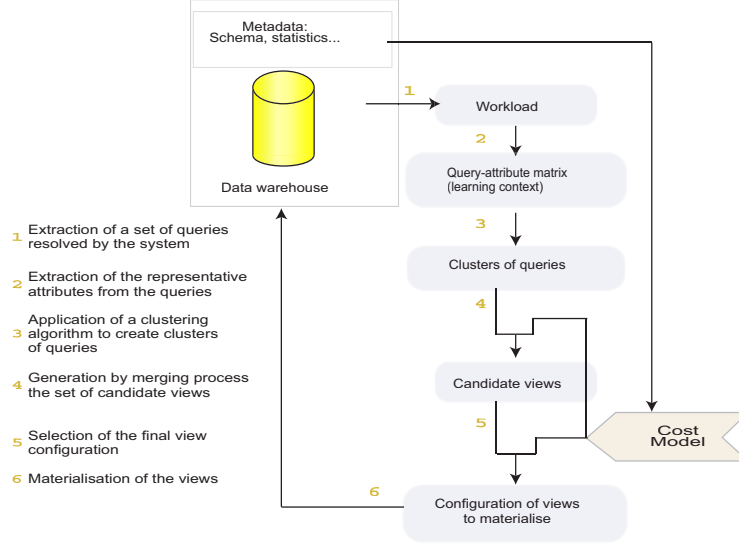 Metadata:
Schema, statistics...
Data warehouse
1
Workload
2
Query-attribute matrix
(learning context)
3
Clusters of queries
4
Candidate views
5
Cost
Model
6
Configuration of views
to materialise
1 Extraction of a set of queries
resolved by the system
2 Extraction of the representative
attributes from the queries
3 Application of a clustering
algorithm to create clusters
of queries
4 Generation by merging process
the set of candidate views
5 Selection of the final view
configuration
6 Materialisation of the views